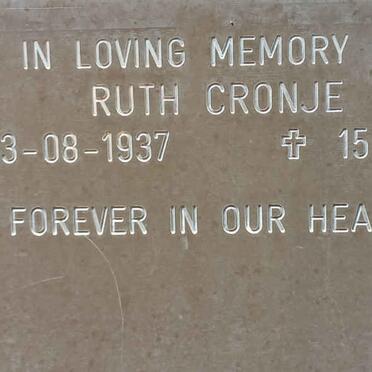 IN LOVING MEMORY
RUTH CRONJE
3-08-1937 ✝ 15
FOREVER IN OUR HEA